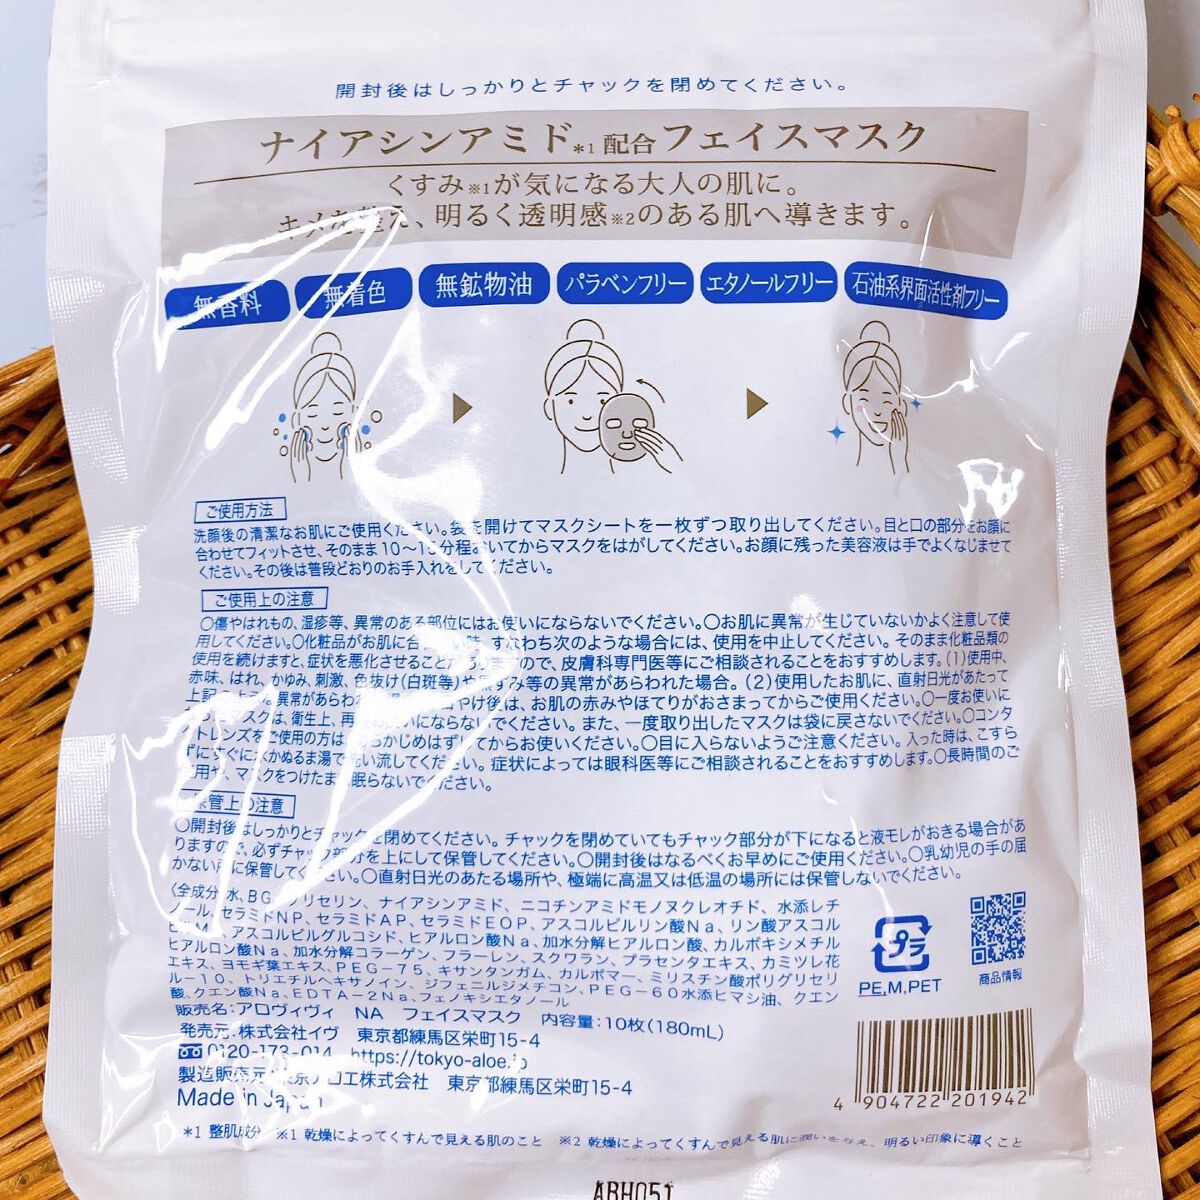 開封後はしっかりとチャックを閉めてください。
ナイアシンアミド*1 配合フェイスマスク
くすみ※1が気になる大人の肌に。
キメを整え、明るく透明感※2のある肌へ導きます。
無香料 無着色 無鉱物油 パラベンフリー エタノールフリー 石油系界面活性剤フリー
ご使用方法
洗顔後の清潔なお肌にご使用ください。袋を開けてマスクシートを一枚ずつ取り出してください。目と口の部分をお顔に
合わせてフィットさせ、そのまま10〜15分程おいてからマスクをはがしてください。お顔に残った美容液は手でよくなじませて
ください。その後は普段どおりのお手入れをしてください。
ご使用上の注意
○傷やはれもの、湿疹等、異常のある部位にはお使いにならないでください。○お肌に異常が生じていないかよく注意して使
用してください。○化粧品がお肌に合 い時、すなわち次のような場合には、使用を中止してください。そのまま化粧品類の
使用を続けますと、症状を悪化させることがありますので、皮膚科専門医等にご相談されることをおすすめします。(1)使用中、
赤味、はれ、かゆみ、刺激、色抜け(白斑等)や黒ずみ等の異常があらわれた場合。(2)使用したお肌に、直射日光があたって
上記のような異常があらわ やけ後は、お肌の赤みやほてりがおさまってからご使用ください。○一度お使いに
マスクは、衛生上、再 いにならないでください。また、一度取り出したマスクは袋に戻さないでください。○コンタ
クトレンズをご使用の方は、あらかじめはずしてからお使いください。○目に入らないようご注意ください。入った時は、こすら
ずにすぐに水かぬるま湯で洗い流してください。症状によっては眼科医等にご相談されることをおすすめします。○長時間のご
使用や、マスクをつけたまま眠らないでください。
保管上の注意
○開封後はしっかりとチャックを閉めてください。チャックを閉めていてもチャック部分が下になると液モレがおきる場合があ
りますので、必ずチャック部分を上にして保管してください。○開封後はなるべくお早めにご使用ください。○乳幼児の手の届
かない所に保管してください。○直射日光のあたる場所や、極端に高温又は低温の場所には保管しないでください。
〈全成分〉水、BG、グリセリン、ナイアシンアミド、ニコチンアミドモノヌクレオチド、水添レチ
ノール、セラミドNP、セラミドAP、セラミドEOP、アスコルビルリン酸Na、リン酸アスコル
ビルM 、アスコルビルグルコシド、ヒアルロン酸Na、加水分解ヒアルロン酸、カルボキシメチル
ヒアルロン酸Na、加水分解コラーゲン、フラーレン、スクワラン、プラセンタエキス、カミツレ花
エキス、ヨモギ葉エキス、PEG-75、キサンタンガム、カルボマー、ミリスチン酸ポリグリセリ
ル-10、トリエチルヘキサノイン、ジフェニルジメチコン、PEG-60水添ヒマシ油、クエン
酸、クエン酸Na、EDTA-2Na、フェノキシエタノール
販売名:アロヴィヴィ NA フェイスマスク 内容量:10枚(180mL)
発売元:株式会社イヴ 東京都練馬区栄町15-4
0120-173-014 https://tokyo-aloe.jp
製造販売元:東京アロエ株式会社 東京都練馬区栄町15-4
Made in Japan
プラ
PE,M,PET
商品情報
4 904722 201942
*1 整肌成分 ※1 乾燥によってくすんで見える肌のこと ※2 乾燥によってくすんで見える肌に潤いを与え、明るい印象に導くこと
ABH051